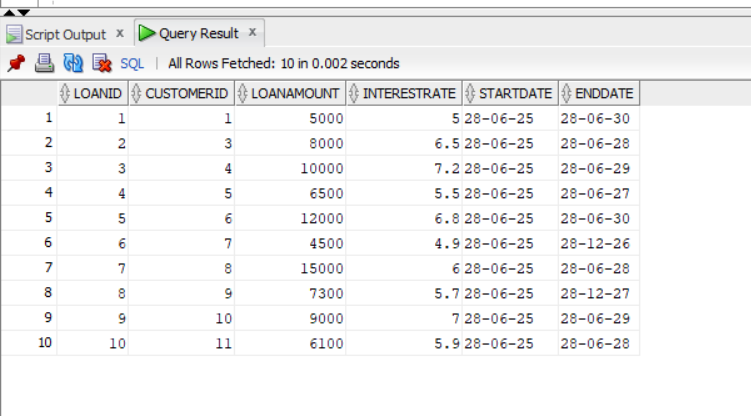 Script Output x Query Result x
SQL | All Rows Fetched: 10 in 0.002 seconds
LOANID CUSTOMERID LOANAMOUNT INTERESTRATE STARTDATE ENDDATE
1 1 1 5000 5 28-06-25 28-06-30
2 2 3 8000 6.5 28-06-25 28-06-28
3 3 4 10000 7.2 28-06-25 28-06-29
4 4 5 6500 5.5 28-06-25 28-06-27
5 5 6 12000 6.8 28-06-25 28-06-30
6 6 7 4500 4.9 28-06-25 28-12-26
7 7 8 15000 6 28-06-25 28-06-28
8 8 9 7300 5.7 28-06-25 28-12-27
9 9 10 9000 7 28-06-25 28-06-29
10 10 11 6100 5.9 28-06-25 28-06-28